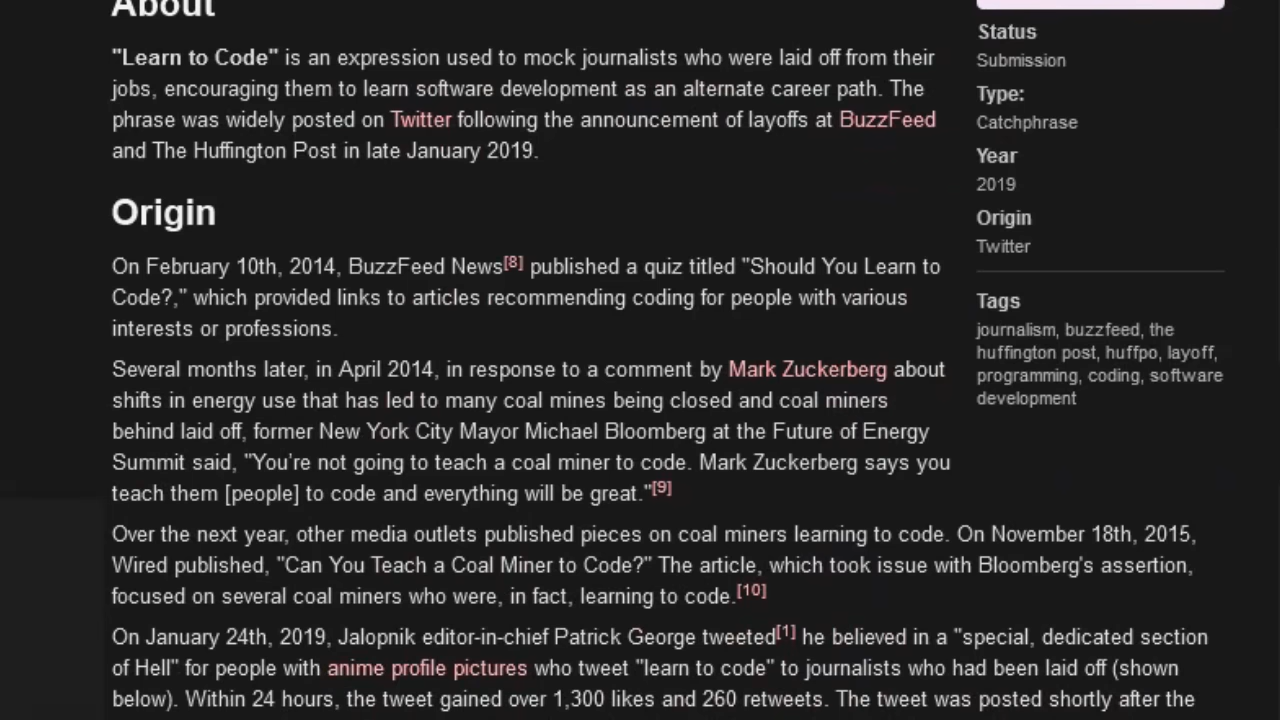 About
"Learn to Code" is an expression used to mock journalists who were laid off from their
jobs, encouraging them to learn software development as an alternate career path. The
phrase was widely posted on Twitter following the announcement of layoffs at BuzzFeed
and The Huffington Post in late January 2019.
Origin
On February 10th, 2014, BuzzFeed News[8] published a quiz titled "Should You Learn to
Code?," which provided links to articles recommending coding for people with various
interests or professions.
Several months later, in April 2014, in response to a comment by Mark Zuckerberg about
shifts in energy use that has led to many coal mines being closed and coal miners
behind laid off, former New York City Mayor Michael Bloomberg at the Future of Energy
Summit said, "You're not going to teach a coal miner to code. Mark Zuckerberg says you
teach them [people] to code and everything will be great."[9]
Over the next year, other media outlets published pieces on coal miners learning to code. On November 18th, 2015,
Wired published, "Can You Teach a Coal Miner to Code?" The article, which took issue with Bloomberg's assertion,
focused on several coal miners who were, in fact, learning to code.[10]
On January 24th, 2019, Jalopnik editor-in-chief Patrick George tweeted[1] he believed in a "special, dedicated section
of Hell" for people with anime profile pictures who tweet "learn to code" to journalists who had been laid off (shown
below). Within 24 hours, the tweet gained over 1,300 likes and 260 retweets. The tweet was posted shortly after the
Status
Submission
Type:
Catchphrase
Year
2019
Origin
Twitter
Tags
journalism, buzzfeed, the
huffington post, huffpo, layoff,
programming, coding, software
development